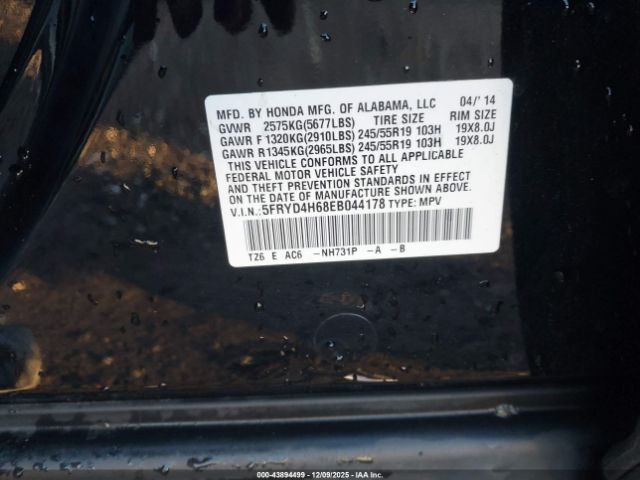 MFD. BY HONDA MFG. OF ALABAMA, LLC 04/'14
GVWR 2575KG(5677LBS) TIRE SIZE RIM SIZE
GAWR F 1320KG(2910LBS) 245/55R19 103H 19X8.0J
GAWR R1345KG(2965LBS) 245/55R19 103H 19X8.0J
THIS VEHICLE CONFORMS TO ALL APPLICABLE
FEDERAL MOTOR VEHICLE SAFETY
AND THEFT PREVENTION STANDARDS IN EFFECT
ON THE DATE OF MANUFACTURE SHOWN ABOVE.
V.I.N.:5FRYD4H68EB044178 TYPE: MPV
TZ6 E AC6 -NH731P -A -B
000-43894499 - 12/09/2025 - IAA Inc.